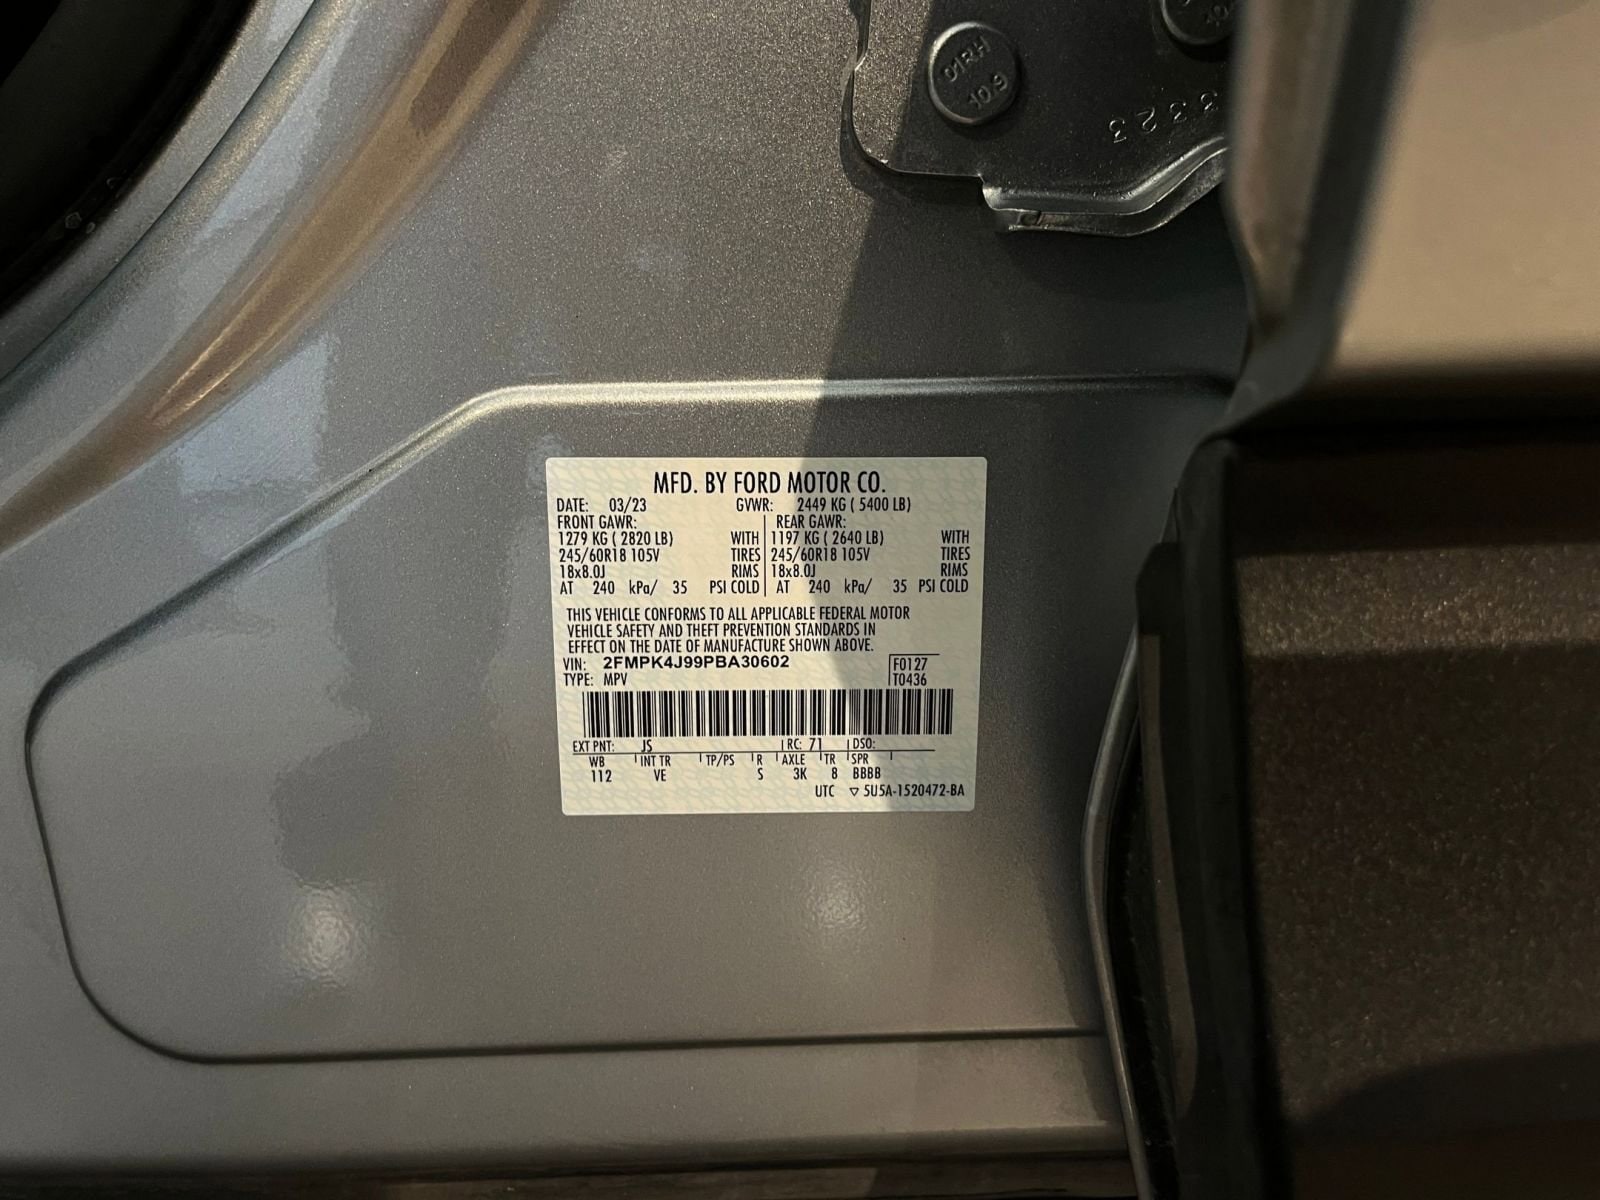 01RH
10.9
3323
MFD. BY FORD MOTOR CO.
DATE: 03/23 GVWR: 2449 KG ( 5400 LB)
FRONT GAWR: REAR GAWR:
1279 KG ( 2820 LB) WITH 1197 KG ( 2640 LB) WITH
245/60R18 105V TIRES 245/60R18 105V TIRES
18x8.0J RIMS 18x8.0J RIMS
AT 240 kPa/ 35 PSI COLD AT 240 kPa/ 35 PSI COLD
THIS VEHICLE CONFORMS TO ALL APPLICABLE FEDERAL MOTOR
VEHICLE SAFETY AND THEFT PREVENTION STANDARDS IN
EFFECT ON THE DATE OF MANUFACTURE SHOWN ABOVE.
VIN: 2FMPK4J99PBA30602 F0127
TYPE: MPV T0436
EXT PNT: JS RC: 71 DSO:
WB INT TR TP/PS R AXLE TR SPR
112 VE S 3K 8 BBBB
UTC ▽ 5U5A-1520472-BA